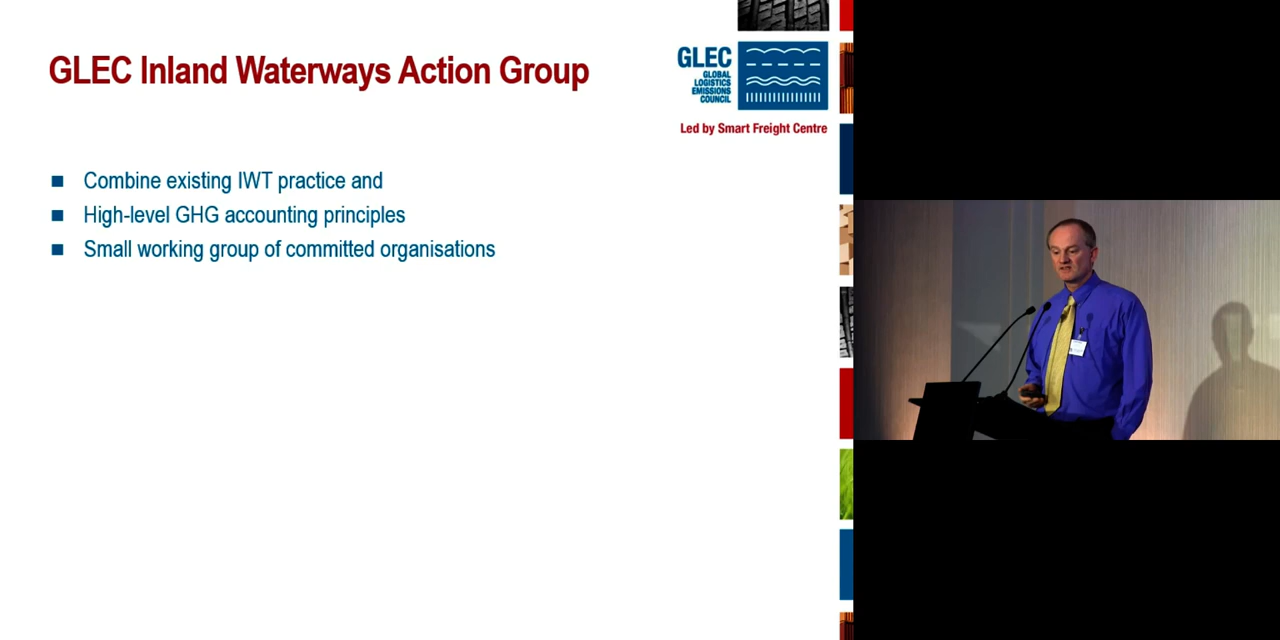 GLEC Inland Waterways Action Group
GLEC
GLOBAL
LOGISTICS
EMISSIONS
COUNCIL
Led by Smart Freight Centre
Combine existing IWT practice and
High-level GHG accounting principles
Small working group of committed organisations